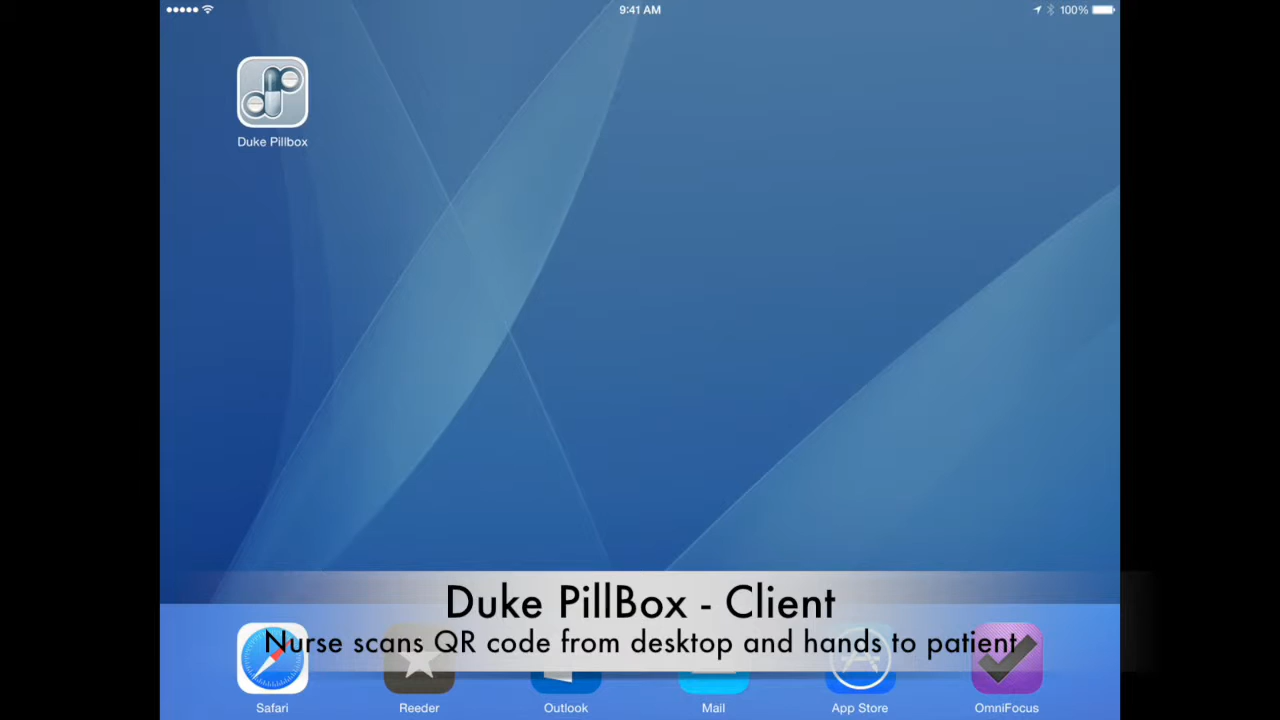 9:41 AM
100%
Duke Pillbox
Duke PillBox - Client
Nurse scans QR code from desktop and hands to patient
Safari
Reeder
Outlook
Mail
App Store
OmniFocus